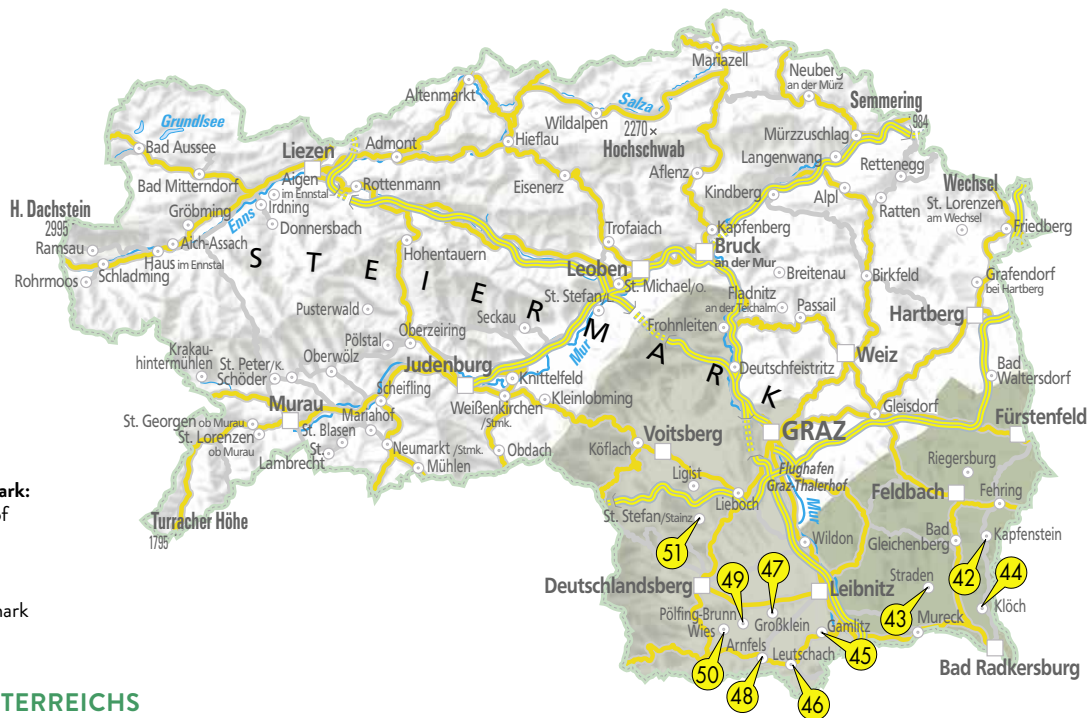 Mariazell
Neuberg
an der Mürz
Altenmarkt
Salza
Semmering
984
Grundlsee
Wildalpen
2270 ×
Hochschwab
Mürzzuschlag
Bad Aussee
Liezen
Admont
Hieflau
Langenwang
Rettenegg
Aflenz
Wechsel
Bad Mitterndorf
Aigen
im Ennstal
Rottenmann
Eisenerz
Kindberg
Alpl
St. Lorenzen
am Wechsel
H. Dachstein
2995
Gröbming
Enns
Irdning
Donnersbach
Ratten
Friedberg
Ramsau
Aich-Assach
Haus im Ennstal
Schladming
Rohrmoos
Hohentauern
Trofaiach
Kapfenberg
Bruck
an der Mur
STEIERMARK
Leoben
St. Michael/O.
St. Stefan/L.
Breitenau
Birkfeld
Grafendorf
bei Hartberg
Fladnitz
an der Teichalm
Passail
Hartberg
Pusterwald
Seckau
Mur
Frohnleiten
Pölstal
Oberzeiring
Krakau-
hintermühlen
St. Peter/K.
Schöder
Oberwölz
Judenburg
Knittelfeld
Deutschfeistritz
Weiz
Bad
Waltersdorf
Scheifling
Weißenkirchen
/Stmk.
Kleinlobming
Murau
Mariahof
St. Georgen ob Murau
St. Lorenzen
ob Murau
St. Blasen
St.
Lambrecht
Neumarkt /Stmk.
Mühlen
Obdach
Köflach
Voitsberg
GRAZ
Gleisdorf
Fürstenfeld
Riegersburg
ark:
f
Ligist
Flughafen
Graz-Thalerhof
Feldbach
Turracher Höhe
1795
Lieboch
Mur
Fehring
St. Stefan/Stainz
51
Wildon
Bad
Gleichenberg
Kapfenstein
42
44
Deutschlandsberg
49
47
Leibnitz
Straden
43
Klöch
mark
Pölfing-Brunn
Wies
Großklein
Gamlitz
Mureck
Arnfels
Leutschach
50
48
46
45
Bad Radkersburg
TERREICHS